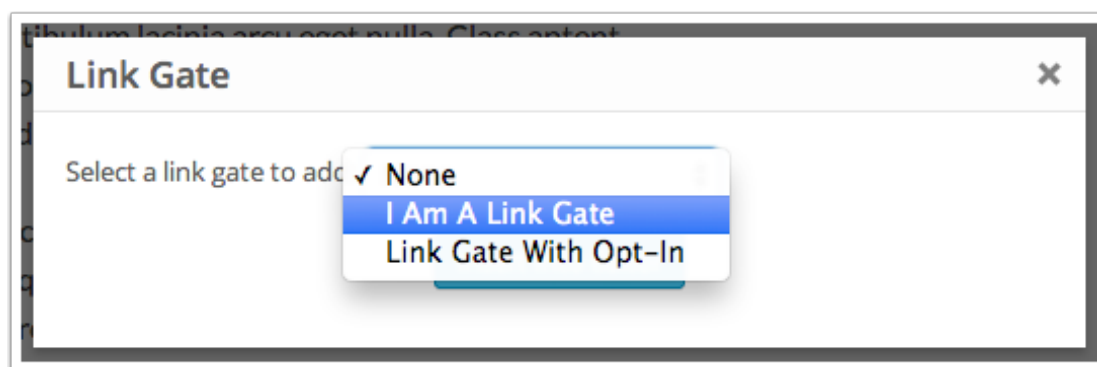 tibulum lacinia arcu eget nulla. Class aptent
Link Gate
Select a link gate to add
✓ None
I Am A Link Gate
Link Gate With Opt-In